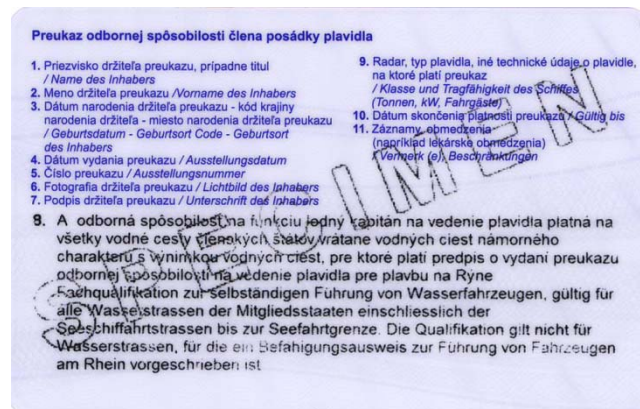 Preukaz odbornej spôsobilosti člena posádky plavidla
1. Priezvisko držiteľa preukazu, prípadne titul
/ Name des Inhabers
2. Meno držiteľa preukazu /Vorname des Inhabers
3. Dátum narodenia držiteľa preukazu - kód krajiny
narodenia držiteľa - miesto narodenia držiteľa preukazu
/ Geburtsdatum - Geburtsort Code - Geburtsort
des Inhabers
4. Dátum vydania preukazu / Ausstellungsdatum
5. Číslo preukazu / Ausstellungsnummer
6. Fotografia držiteľa preukazu / Lichtbild des Inhabers
7. Podpis držiteľa preukazu / Unterschrift des Inhabers
9. Radar, typ plavidla, iné technické údaje o plavidle,
na ktoré platí preukaz
/ Klasse und Tragfähigkeit des Schiffes
(Tonnen, kW, Fahrgäste)
10. Dátum skončenia platnosti preukazu / Gültig bis
11. Záznamy, obmedzenia
(napríklad lekárske obmedzenia)
/ Vermerk (e), Beschränkungen
8. A odborná spôsobilosť na funkciu lodný kapitán na vedenie plavidla platná na
všetky vodné cesty členských štátov vrátane vodných ciest námorného
charakteru s výnimkou vodných ciest, pre ktoré platí predpis o vydaní preukazu
odbornej spôsobilosti na vedenie plavidla pre plavbu na Rýne
Fachqualifikation zur selbständigen Führung von Wasserfahrzeugen, gültig für
alle Wasserstrassen der Mitgliedsstaaten einschliesslich der
Seeschiffahrtstrassen bis zur Seefahrtgrenze. Die Qualifikation gilt nicht für
Wasserstrassen, für die ein Befähigungsausweis zur Führung von Fahrzeugen
am Rhein vorgeschrieben ist
SPECIMEN